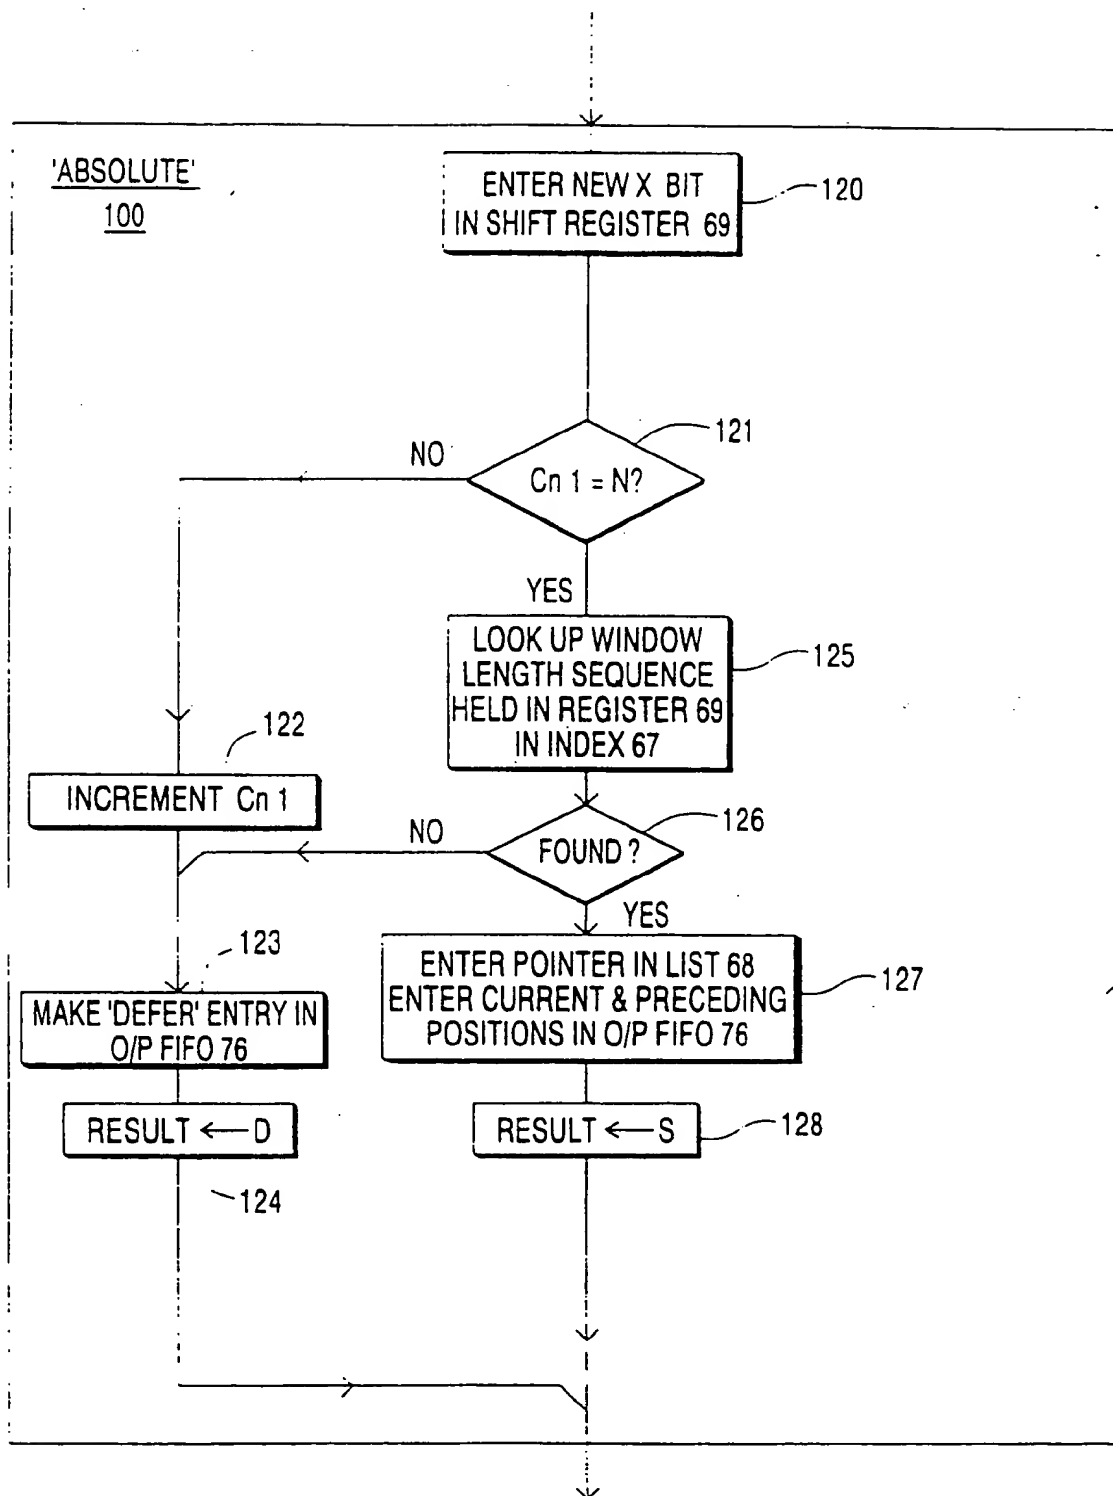 'ABSOLUTE'
100
ENTER NEW X BIT
IN SHIFT REGISTER 69
120
Cn 1 = N?
121
NO
YES
LOOK UP WINDOW
LENGTH SEQUENCE
HELD IN REGISTER 69
IN INDEX 67
125
122
INCREMENT Cn 1
FOUND ?
126
NO
YES
123
MAKE 'DEFER' ENTRY IN
O/P FIFO 76
ENTER POINTER IN LIST 68
ENTER CURRENT & PRECEDING
POSITIONS IN O/P FIFO 76
127
RESULT ← D
124
RESULT ← S
128